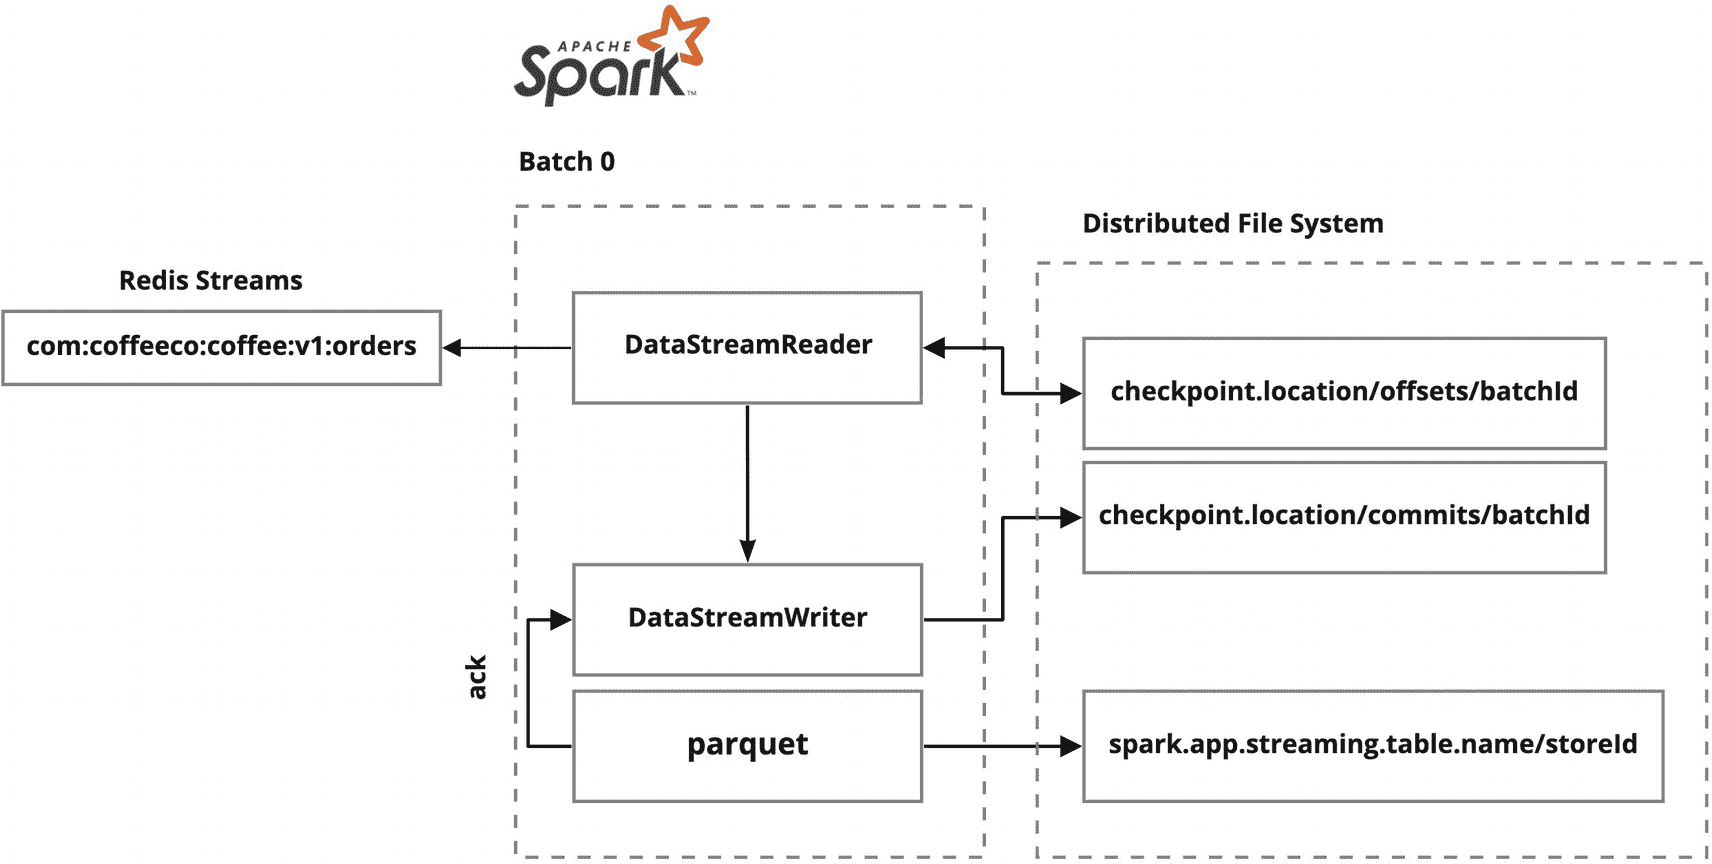 APACHE
Spark™
Batch 0
Distributed File System
Redis Streams
com:coffeeco:coffee:v1:orders
DataStreamReader
checkpoint.location/offsets/batchId
checkpoint.location/commits/batchId
DataStreamWriter
ack
parquet
spark.app.streaming.table.name/storeId